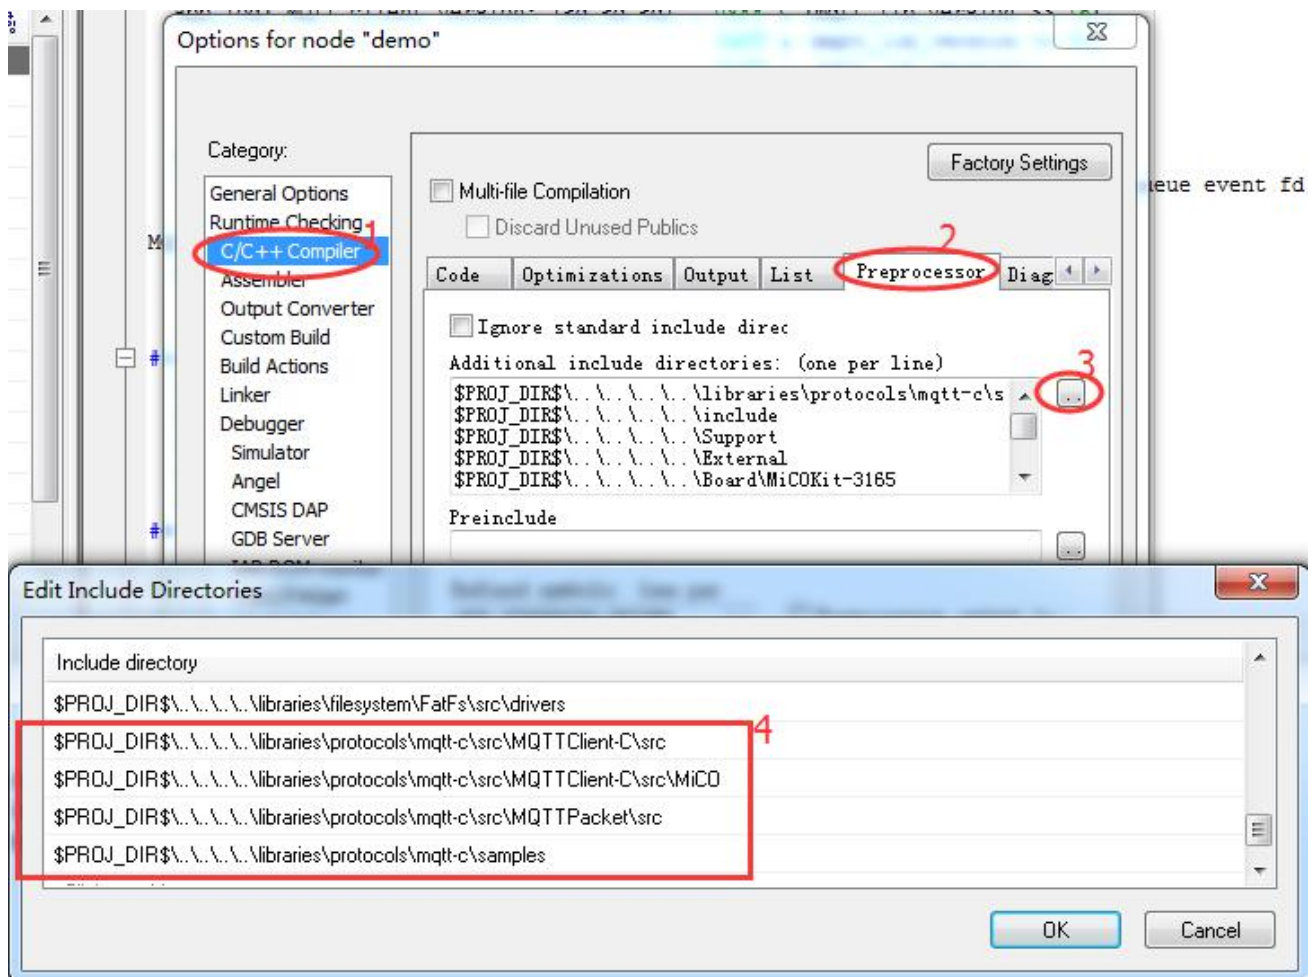 Options for node "demo"
Category:
Factory Settings
General Options
Multi-file Compilation
ueue event fd
Runtime Checking
1
Discard Unused Publics
2
C/C++ Compiler
Code Optimizations Output List Preprocessor Diag
Assembler
Output Converter
Ignore standard include direc
Custom Build
Build Actions
Additional include directories: (one per line)
3
Linker
$PROJ_DIR$\..\..\..\..\libraries\protocols\mqtt-c\s
..
Debugger
$PROJ_DIR$\..\..\..\..\include
Simulator
$PROJ_DIR$\..\..\..\..\Support
Angel
$PROJ_DIR$\..\..\..\..\External
$PROJ_DIR$\..\..\..\..\Board\MiCOKit-3165
CMSIS DAP
Preinclude
GDB Server
..
Edit Include Directories
Include directory
$PROJ_DIR$\..\..\..\..\libraries\filesystem\FatFs\src\drivers
4
$PROJ_DIR$\..\..\..\..\libraries\protocols\mqtt-c\src\MQTTClient-C\src
$PROJ_DIR$\..\..\..\..\libraries\protocols\mqtt-c\src\MQTTClient-C\src\MiCO
$PROJ_DIR$\..\..\..\..\libraries\protocols\mqtt-c\src\MQTTPacket\src
$PROJ_DIR$\..\..\..\..\libraries\protocols\mqtt-c\samples
OK
Cancel